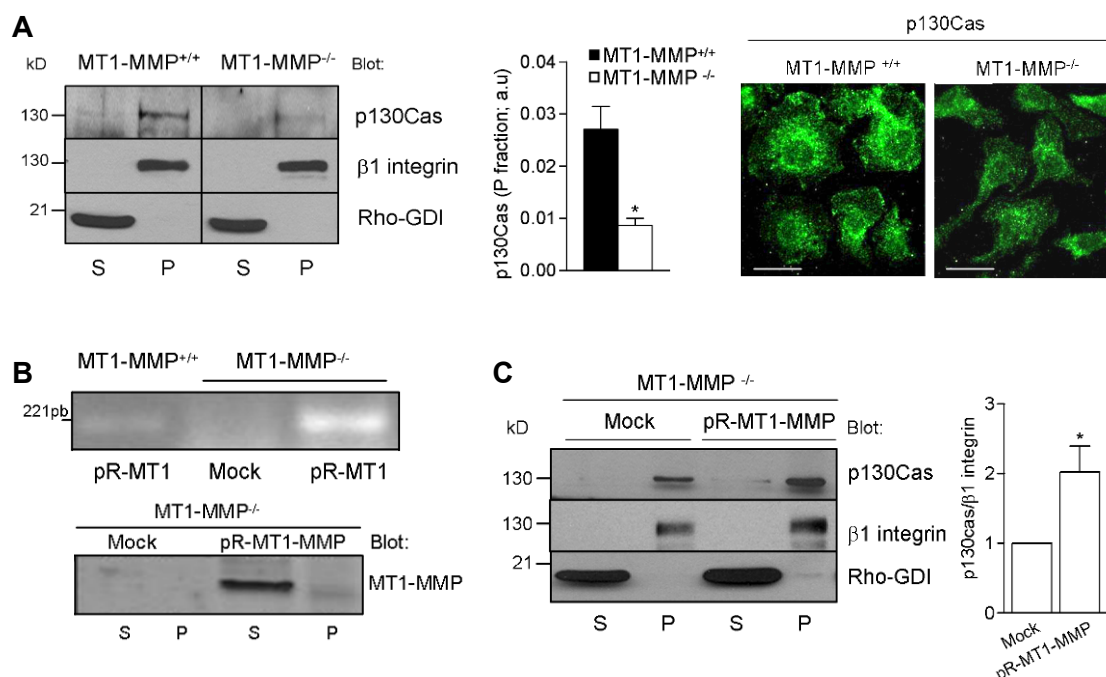 A
kD
MT1-MMP+/+ MT1-MMP-/- Blot:
130 p130Cas
130 β1 integrin
21 Rho-GDI
S P S P
p130Cas (P fraction; a.u)
0.04
0.03
0.02
0.01
0.00
MT1-MMP+/+
MT1-MMP -/-
*
p130Cas
MT1-MMP +/+ MT1-MMP-/-
B
MT1-MMP+/+ MT1-MMP-/-
221pb
pR-MT1 Mock pR-MT1
MT1-MMP-/-
Mock pR-MT1-MMP Blot:
MT1-MMP
S P S P
C
MT1-MMP -/-
kD Mock pR-MT1-MMP Blot:
130 p130Cas
130 β1 integrin
21 Rho-GDI
S P S P
p130cas/β1 integrin
3
2
1
0
*
Mock
pR-MT1-MMP